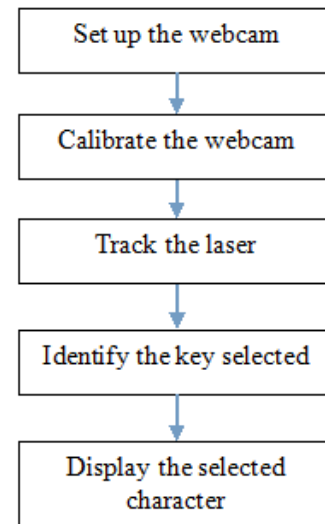 Set up the webcam
Calibrate the webcam
Track the laser
Identify the key selected
Display the selected
character